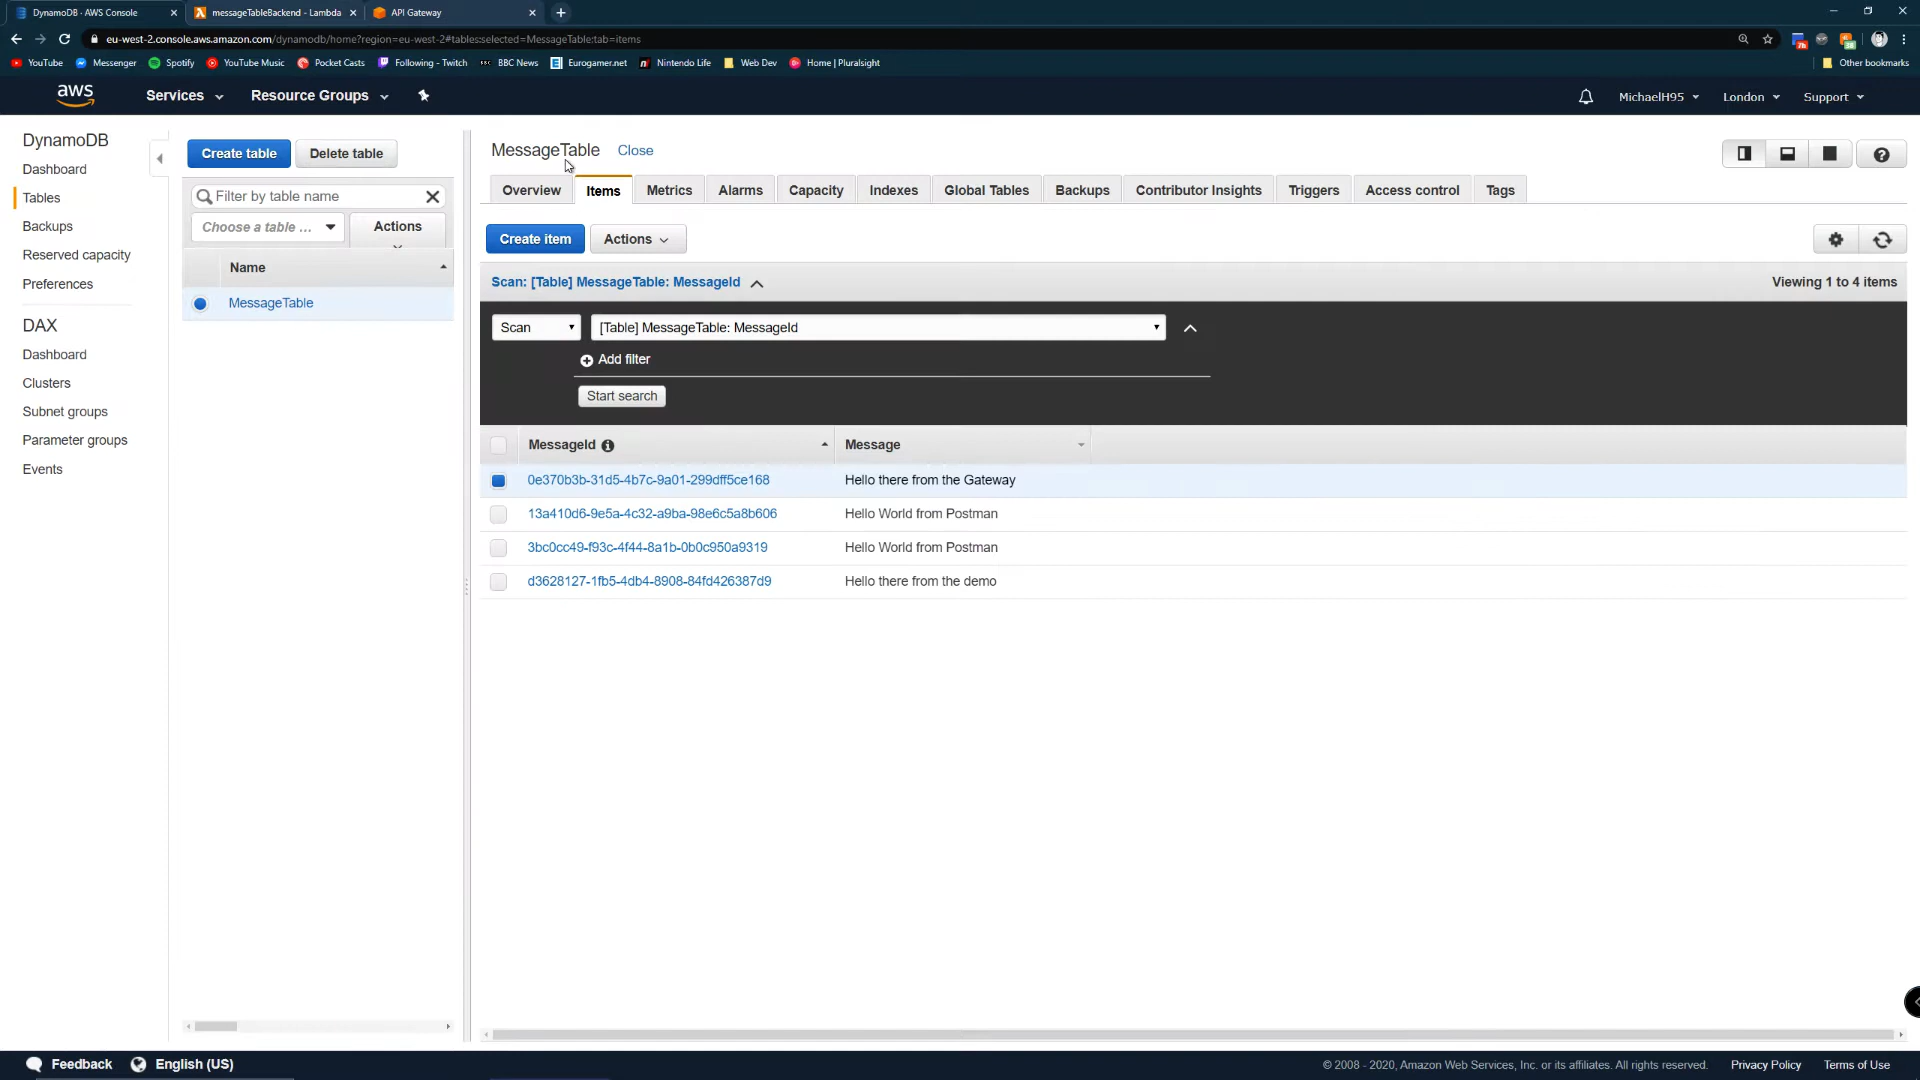 DynamoDB - AWS Console
messageTableBackend - Lambda
API Gateway
eu-west-2.console.aws.amazon.com/dynamodb/home?region=eu-west-2#tables:selected=MessageTable;tab=items
YouTube
Messenger
Spotify
YouTube Music
Pocket Casts
Following - Twitch
BBC News
Eurogamer.net
Nintendo Life
Web Dev
Home | Pluralsight
Other bookmarks
aws
Services
Resource Groups
MichaelH95
London
Support
DynamoDB
Dashboard
Tables
Backups
Reserved capacity
Preferences
DAX
Dashboard
Clusters
Subnet groups
Parameter groups
Events
Create table
Delete table
Filter by table name
Choose a table ...
Actions
Name
MessageTable
MessageTable
Close
Overview
Items
Metrics
Alarms
Capacity
Indexes
Global Tables
Backups
Contributor Insights
Triggers
Access control
Tags
Create item
Actions
Scan: [Table] MessageTable: MessageId
Viewing 1 to 4 items
Scan
[Table] MessageTable: MessageId
Add filter
Start search
MessageId
Message
0e370b3b-31d5-4b7c-9a01-299dff5ce168
Hello there from the Gateway
13a410d6-9e5a-4c32-a9ba-98e6c5a8b606
Hello World from Postman
3bc0cc49-f93c-4f44-8a1b-0b0c950a9319
Hello World from Postman
d3628127-1fb5-4db4-8908-84fd426387d9
Hello there from the demo
Feedback
English (US)
© 2008 - 2020, Amazon Web Services, Inc. or its affiliates. All rights reserved.
Privacy Policy
Terms of Use